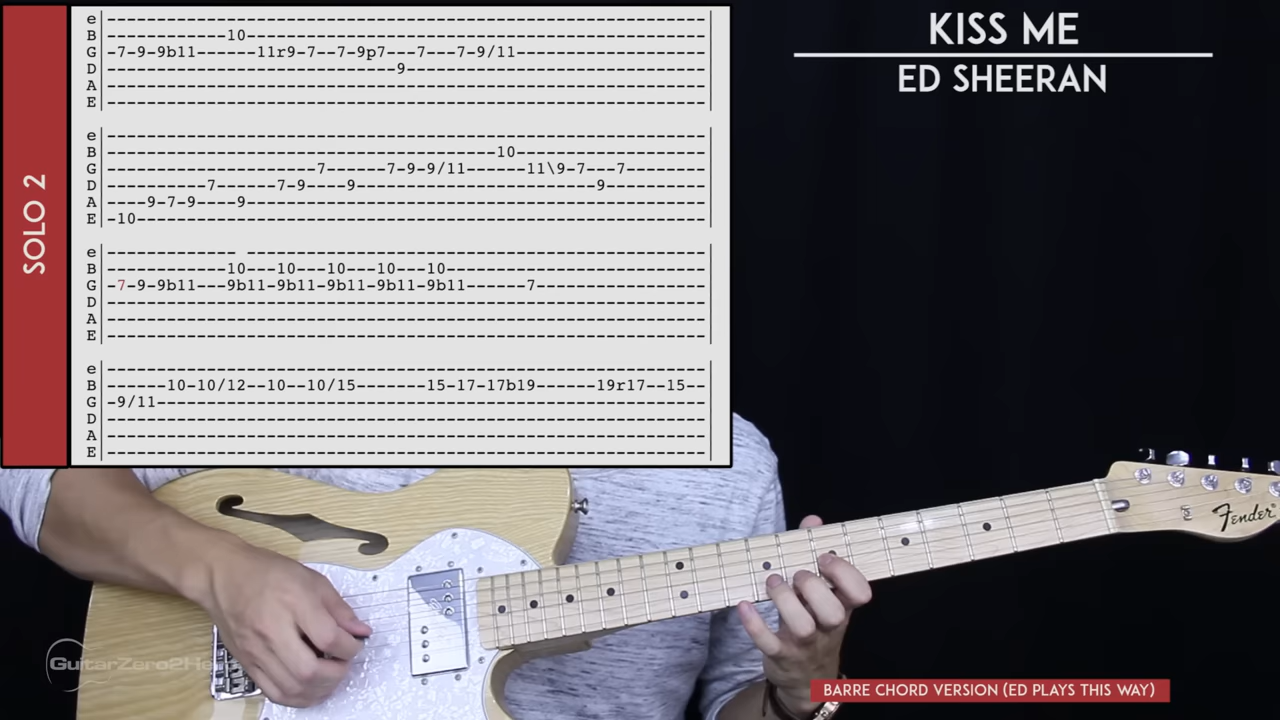 KISS ME
ED SHEERAN
SOLO 2
e|------------------------------------------------------------|
B|------------10----------------------------------------------|
G|-7-9-9b11------11r9-7--7-9p7---7---7-9/11-------------------|
D|-----------------------------9------------------------------|
A|------------------------------------------------------------|
E|------------------------------------------------------------|
e|------------------------------------------------------------|
B|---------------------------------------10-------------------|
G|---------------------7------7-9-9/11------11\9-7---7--------|
D|----------7------7-9----9------------------------9----------|
A|----9-7-9----9----------------------------------------------|
E|-10---------------------------------------------------------|
e|------------- ----------------------------------------------|
B|------------10---10---10---10---10--------------------------|
G|-7-9-9b11---9b11-9b11-9b11-9b11-9b11------7-----------------|
D|------------------------------------------------------------|
A|------------------------------------------------------------|
E|------------------------------------------------------------|
e|------------------------------------------------------------|
B|------10-10/12--10--10/15-------15-17-17b19------19r17--15--|
G|-9/11-------------------------------------------------------|
D|------------------------------------------------------------|
A|------------------------------------------------------------|
E|------------------------------------------------------------|
Fender
GuitarZero2Hero
BARRE CHORD VERSION (ED PLAYS THIS WAY)